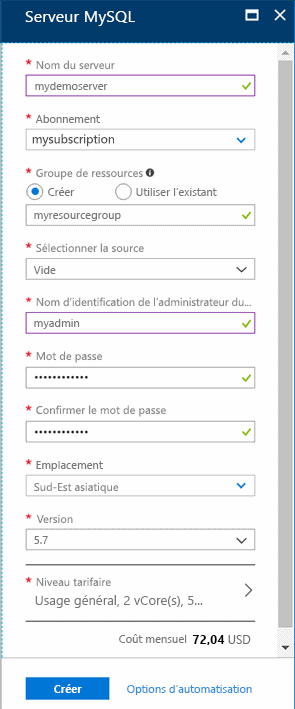 Serveur MySQL
* Nom du serveur
mydemoserver
* Abonnement
mysubscription
* Groupe de ressources
Créer Utiliser l'existant
myresourcegroup
* Sélectionner la source
Vide
* Nom d'identification de l'administrateur du...
myadmin
* Mot de passe
••••••••••••
* Confirmer le mot de passe
••••••••••••
* Emplacement
Sud-Est asiatique
* Version
5.7
* Niveau tarifaire
Usage général, 2 vCore(s), 5...
Coût mensuel 72,04 USD
Créer Options d'automatisation